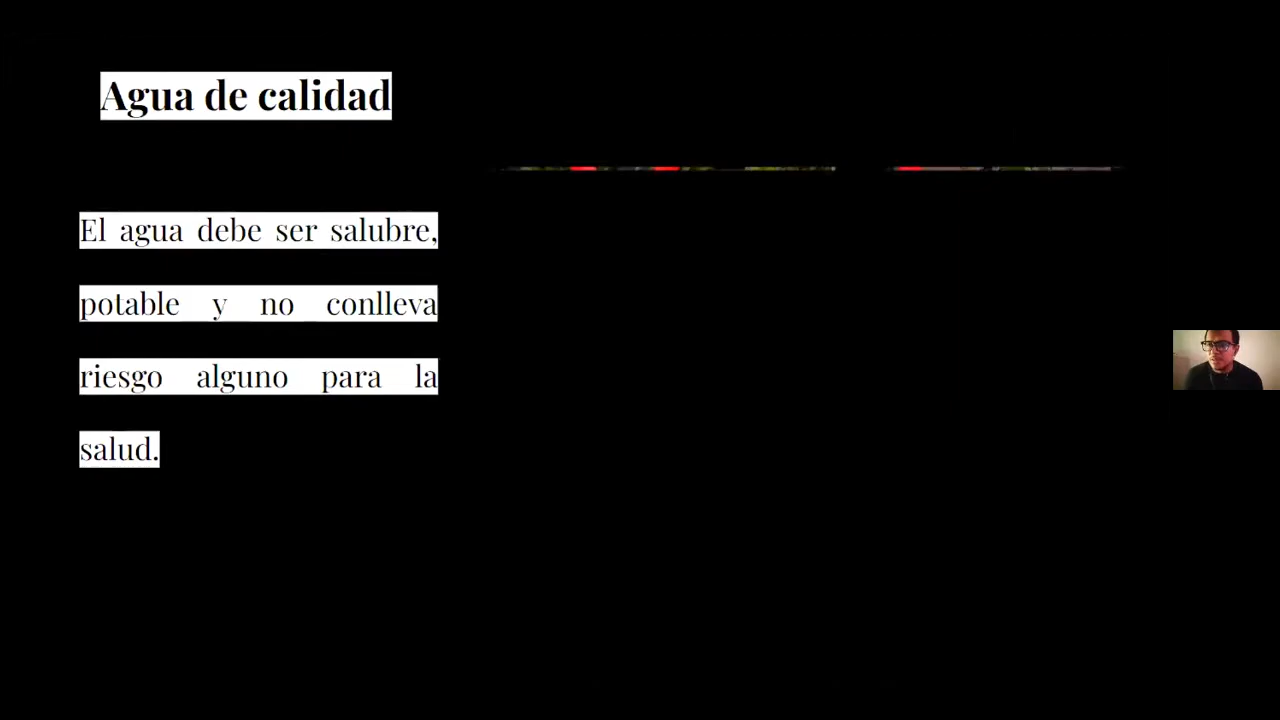 Agua de calidad
El agua debe ser salubre,
potable y no conlleva
riesgo alguno para la
salud.